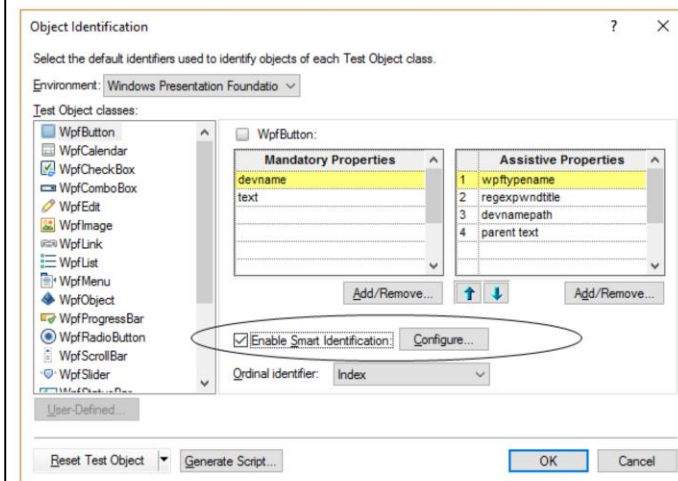 Object Identification ? X
Select the default identifiers used to identify objects of each Test Object class.
Environment: Windows Presentation Foundatio
Test Object classes:
WpfButton
WpfCalendar
WpfCheckBox
WpfComboBox
WpfEdit
WpfImage
WpfLink
WpfList
WpfMenu
WpfObject
WpfProgressBar
WpfRadioButton
WpfScrollBar
WpfSlider
WpfStatusBar
User-Defined...
WpfButton:
Mandatory Properties
devname
text
Add/Remove...
Assistive Properties
1 wpftypename
2 regexpwndtitle
3 devnamepath
4 parent text
Add/Remove...
Enable Smart Identification: Configure...
Ordinal identifier: Index
Reset Test Object Generate Script... OK Cancel